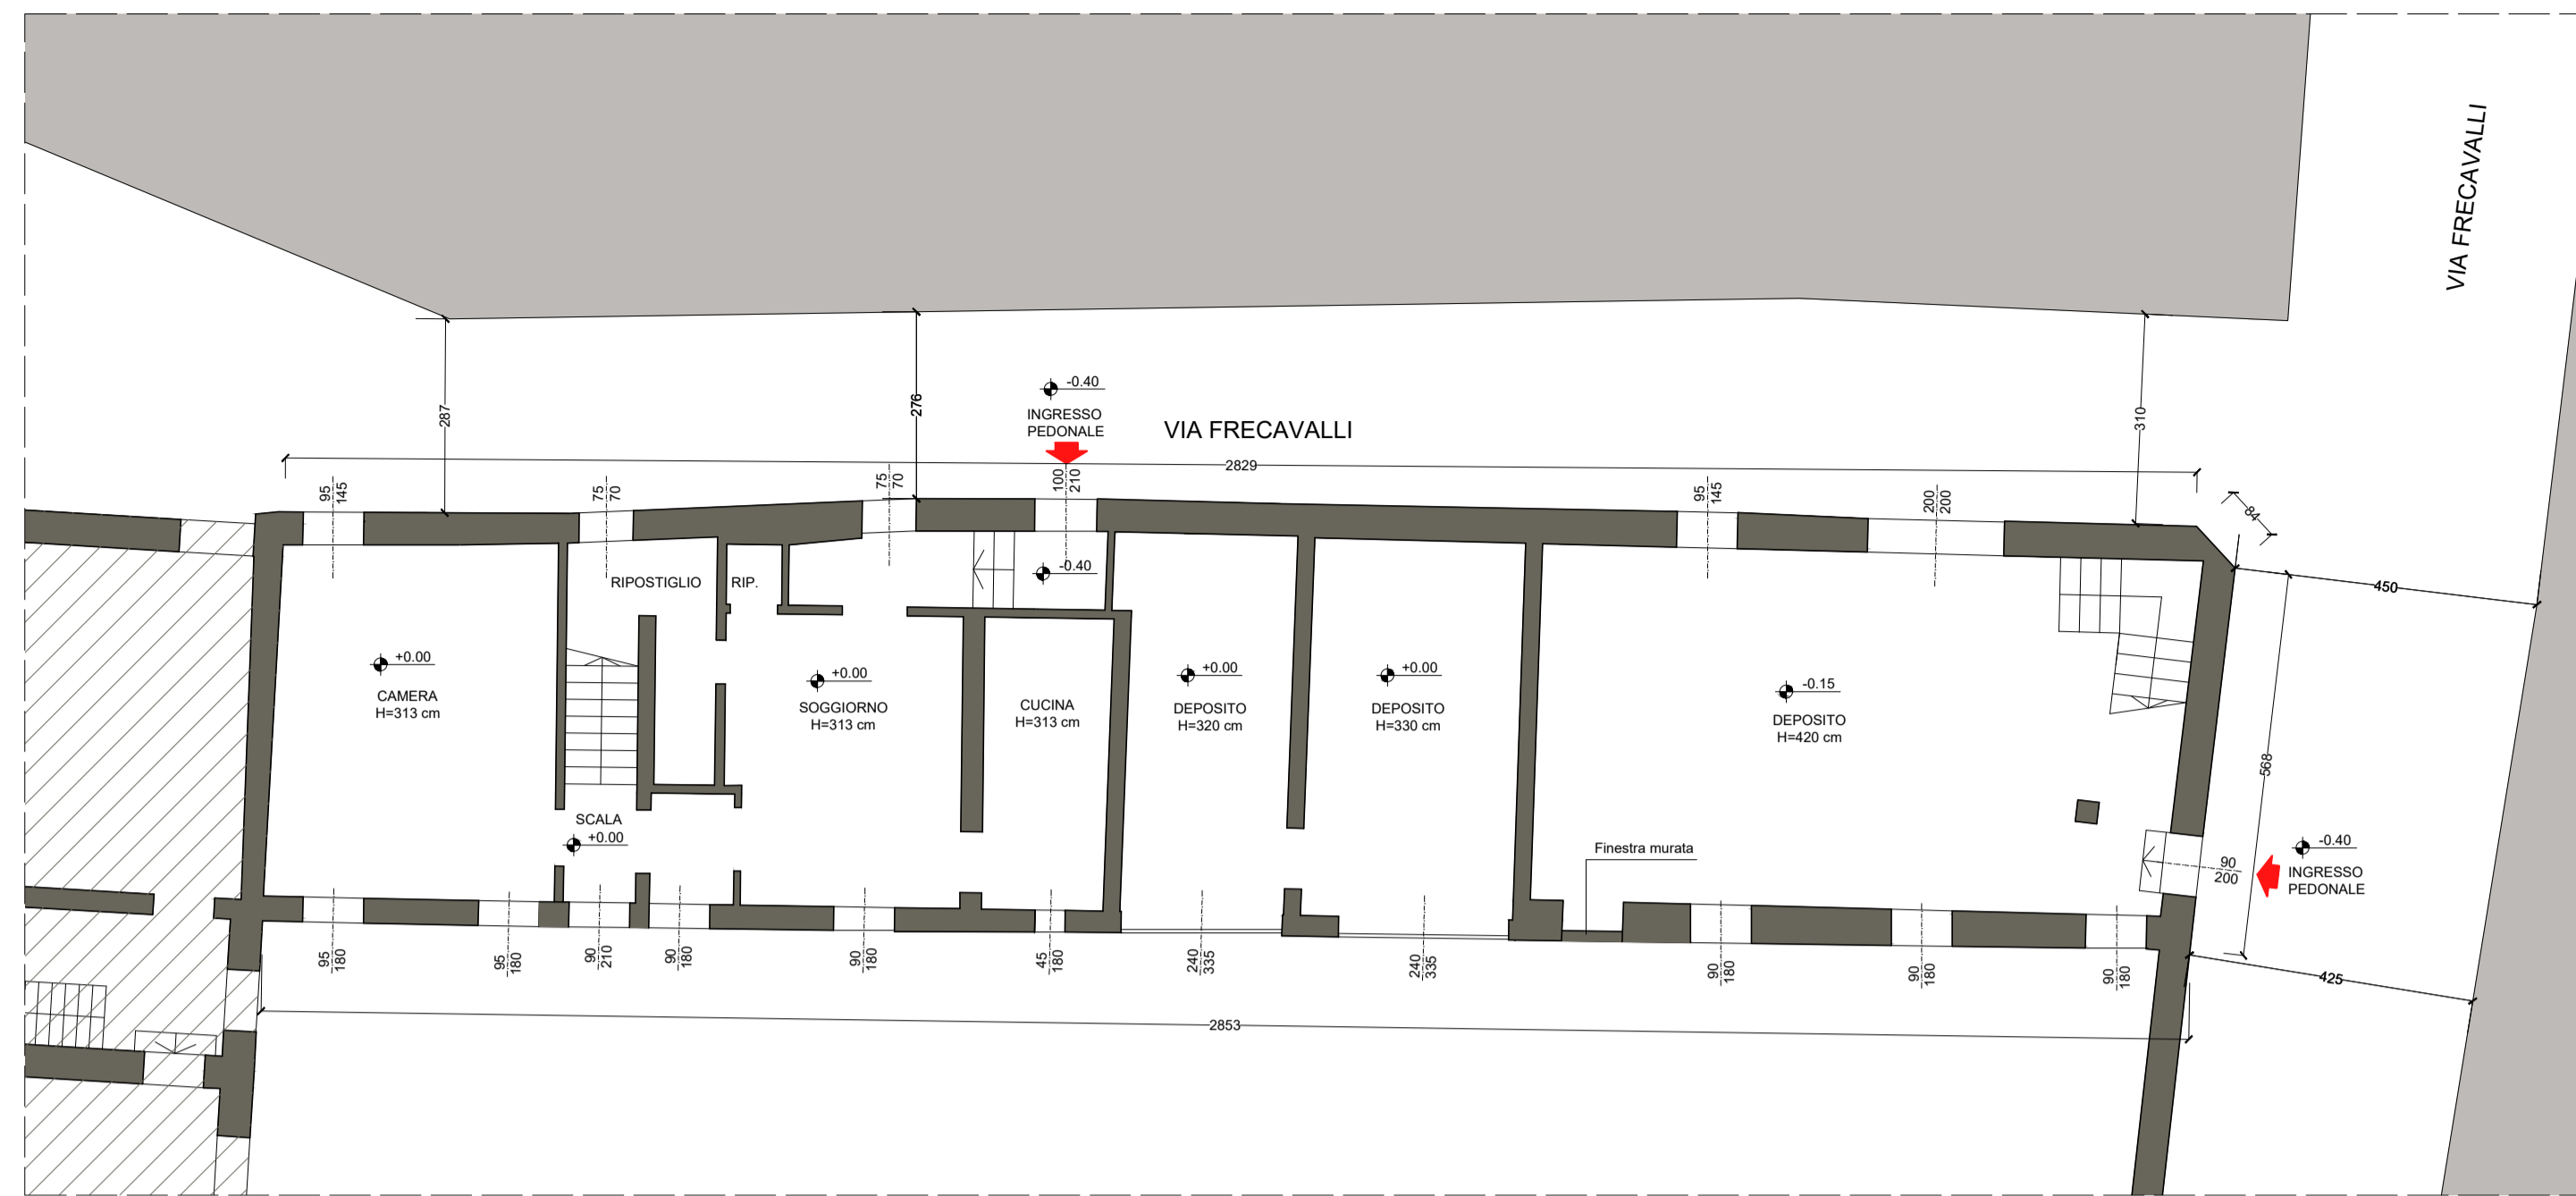 VIA FRECAVALLI
-0.40
INGRESSO
PEDONALE
VIA FRECAVALLI
287
276
310
2829
84
450
95
145
75
70
75
70
100
210
95
145
200
200
-0.40
RIPOSTIGLIO
RIP.
+0.00
CAMERA
H=313 cm
+0.00
SOGGIORNO
H=313 cm
CUCINA
H=313 cm
+0.00
DEPOSITO
H=320 cm
+0.00
DEPOSITO
H=330 cm
-0.15
DEPOSITO
H=420 cm
568
SCALA
+0.00
Finestra murata
90
200
-0.40
INGRESSO
PEDONALE
95
180
95
180
90
210
90
180
90
180
45
180
240
335
240
335
90
180
90
180
90
180
425
2853